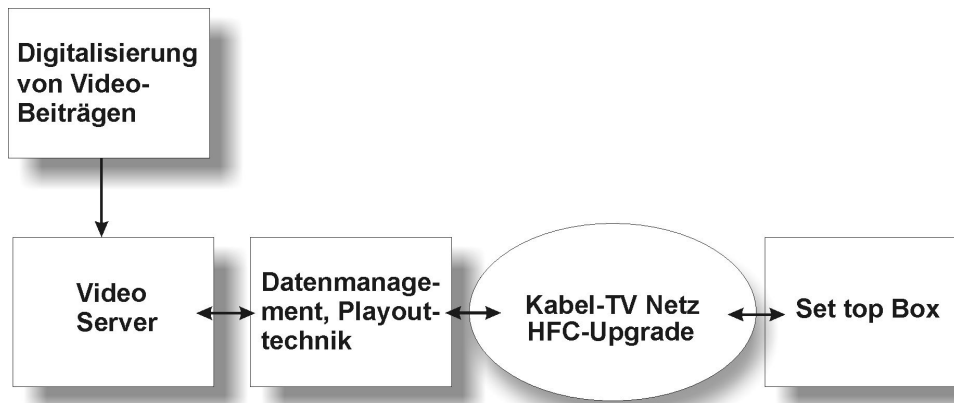 Digitalisierung
von Video-
Beiträgen
Video
Server
Datenmanage-
ment, Playout-
technik
Kabel-TV Netz
HFC-Upgrade
Set top Box